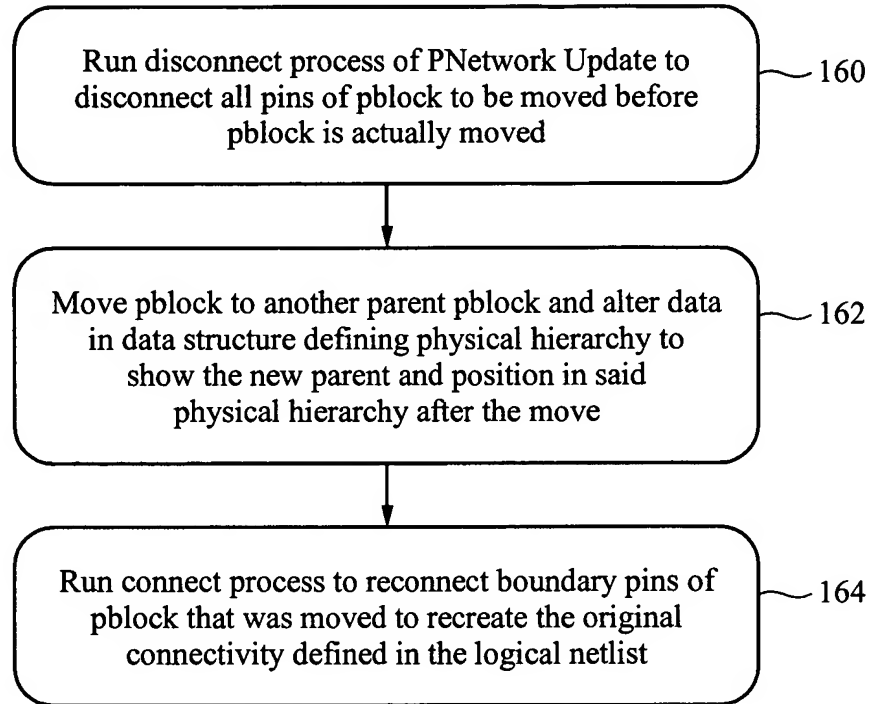 Run disconnect process of PNetwork Update to
disconnect all pins of pblock to be moved before
pblock is actually moved
160
Move pblock to another parent pblock and alter data
in data structure defining physical hierarchy to
show the new parent and position in said
physical hierarchy after the move
162
Run connect process to reconnect boundary pins of
pblock that was moved to recreate the original
connectivity defined in the logical netlist
164